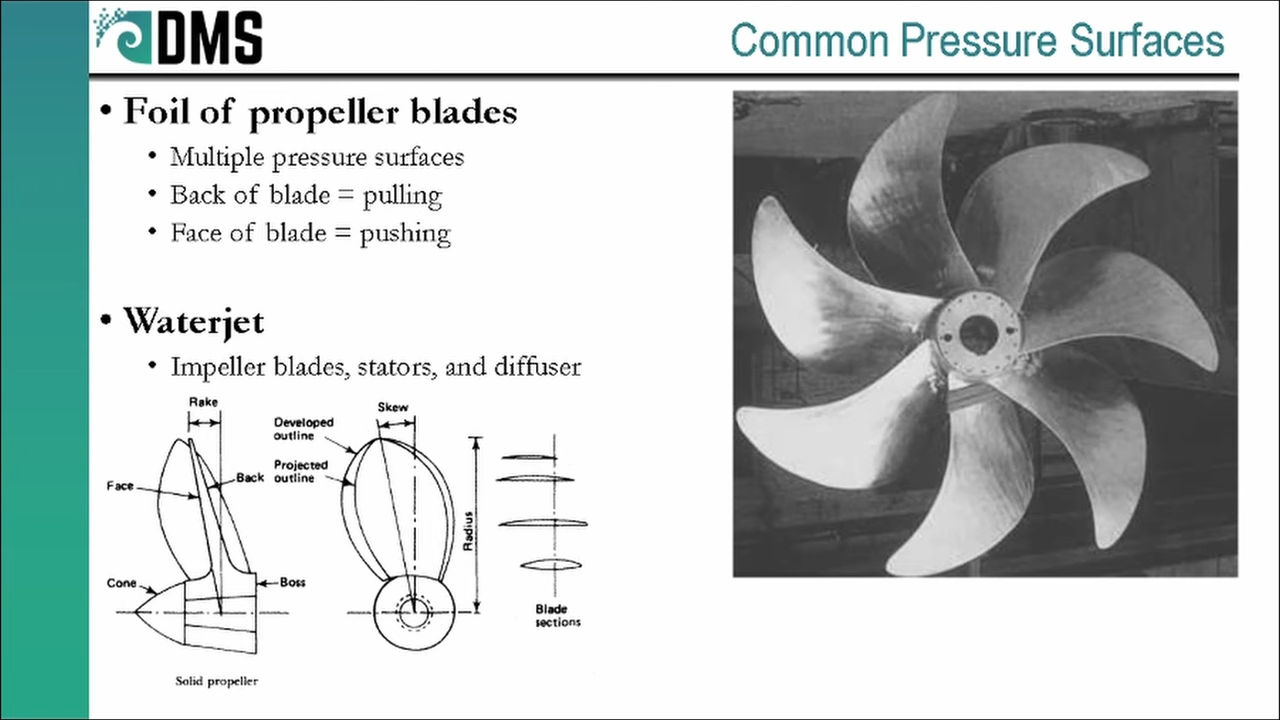 DMS
Common Pressure Surfaces
• Foil of propeller blades
• Multiple pressure surfaces
• Back of blade = pulling
• Face of blade = pushing
• Waterjet
• Impeller blades, stators, and diffuser
Rake
Face
Back
Cone
Boss
Solid propeller
Skew
Developed
outline
Projected
outline
Radius
Blade
sections